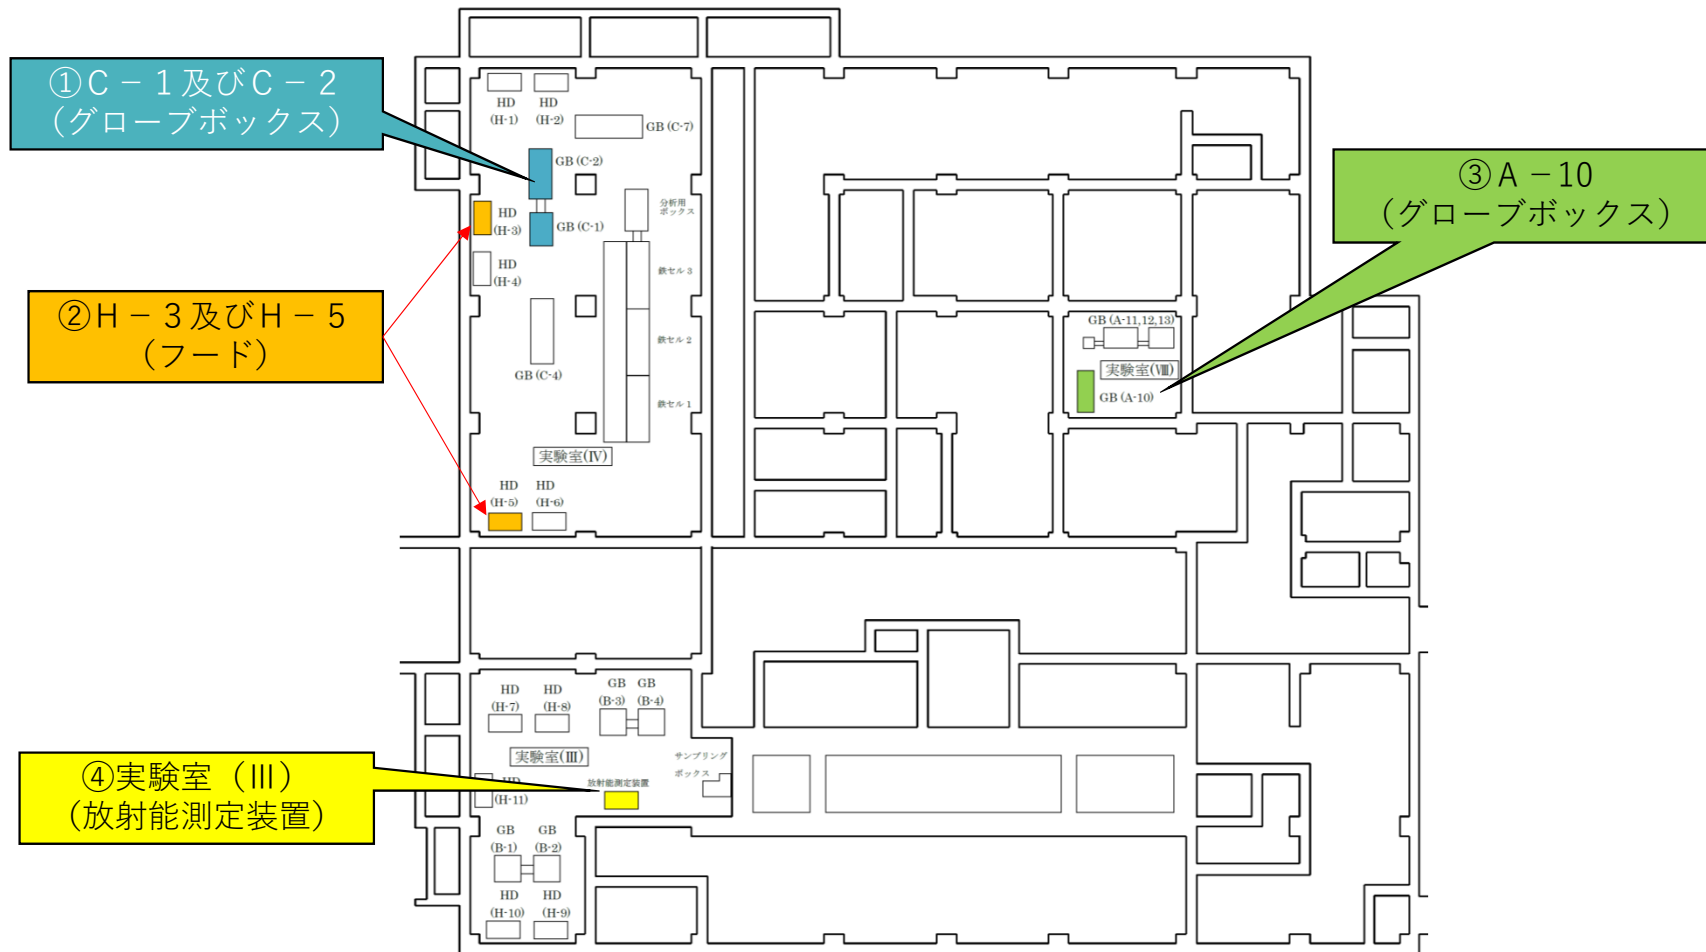 ①C－1及びC－2
（グローブボックス）
②H－3及びH－5
（フード）
③A－10
（グローブボックス）
④実験室（Ⅲ）
（放射能測定装置）
HD
(H-1)
HD
(H-2)
GB (C-7)
GB (C-2)
HD
(H-3)
GB (C-1)
分析用
ボックス
HD
(H-4)
鉄セル 3
鉄セル 2
GB (C-4)
鉄セル 1
実験室(Ⅳ)
HD
(H-5)
HD
(H-6)
GB (A-11,12,13)
実験室(Ⅷ)
GB (A-10)
HD
(H-7)
HD
(H-8)
GB
(B-3)
GB
(B-4)
実験室(Ⅲ)
サンプリング
ボックス
HD
(H-11)
放射能測定装置
GB
(B-1)
GB
(B-2)
HD
(H-10)
HD
(H-9)